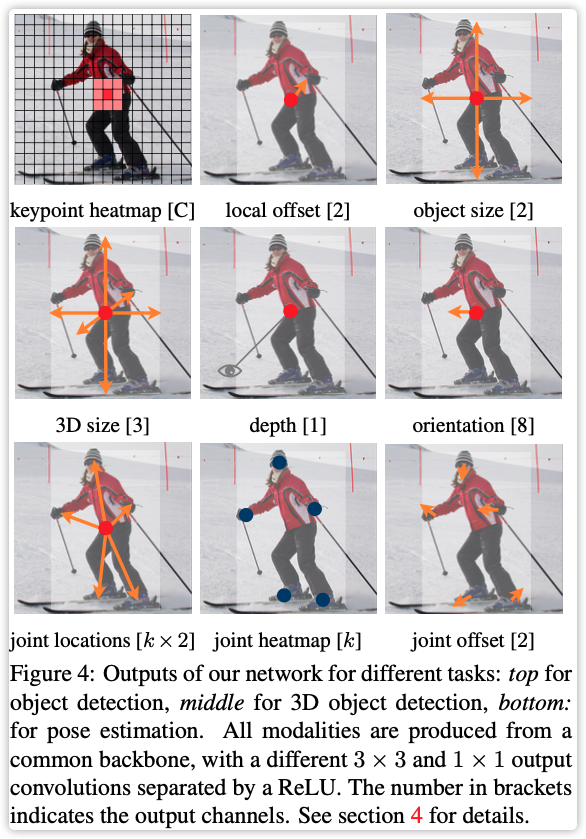 keypoint heatmap [C] local offset [2] object size [2]
3D size [3] depth [1] orientation [8]
joint locations [k × 2] joint heatmap [k] joint offset [2]
Figure 4: Outputs of our network for different tasks: top for
object detection, middle for 3D object detection, bottom:
for pose estimation. All modalities are produced from a
common backbone, with a different 3 × 3 and 1 × 1 output
convolutions separated by a ReLU. The number in brackets
indicates the output channels. See section 4 for details.